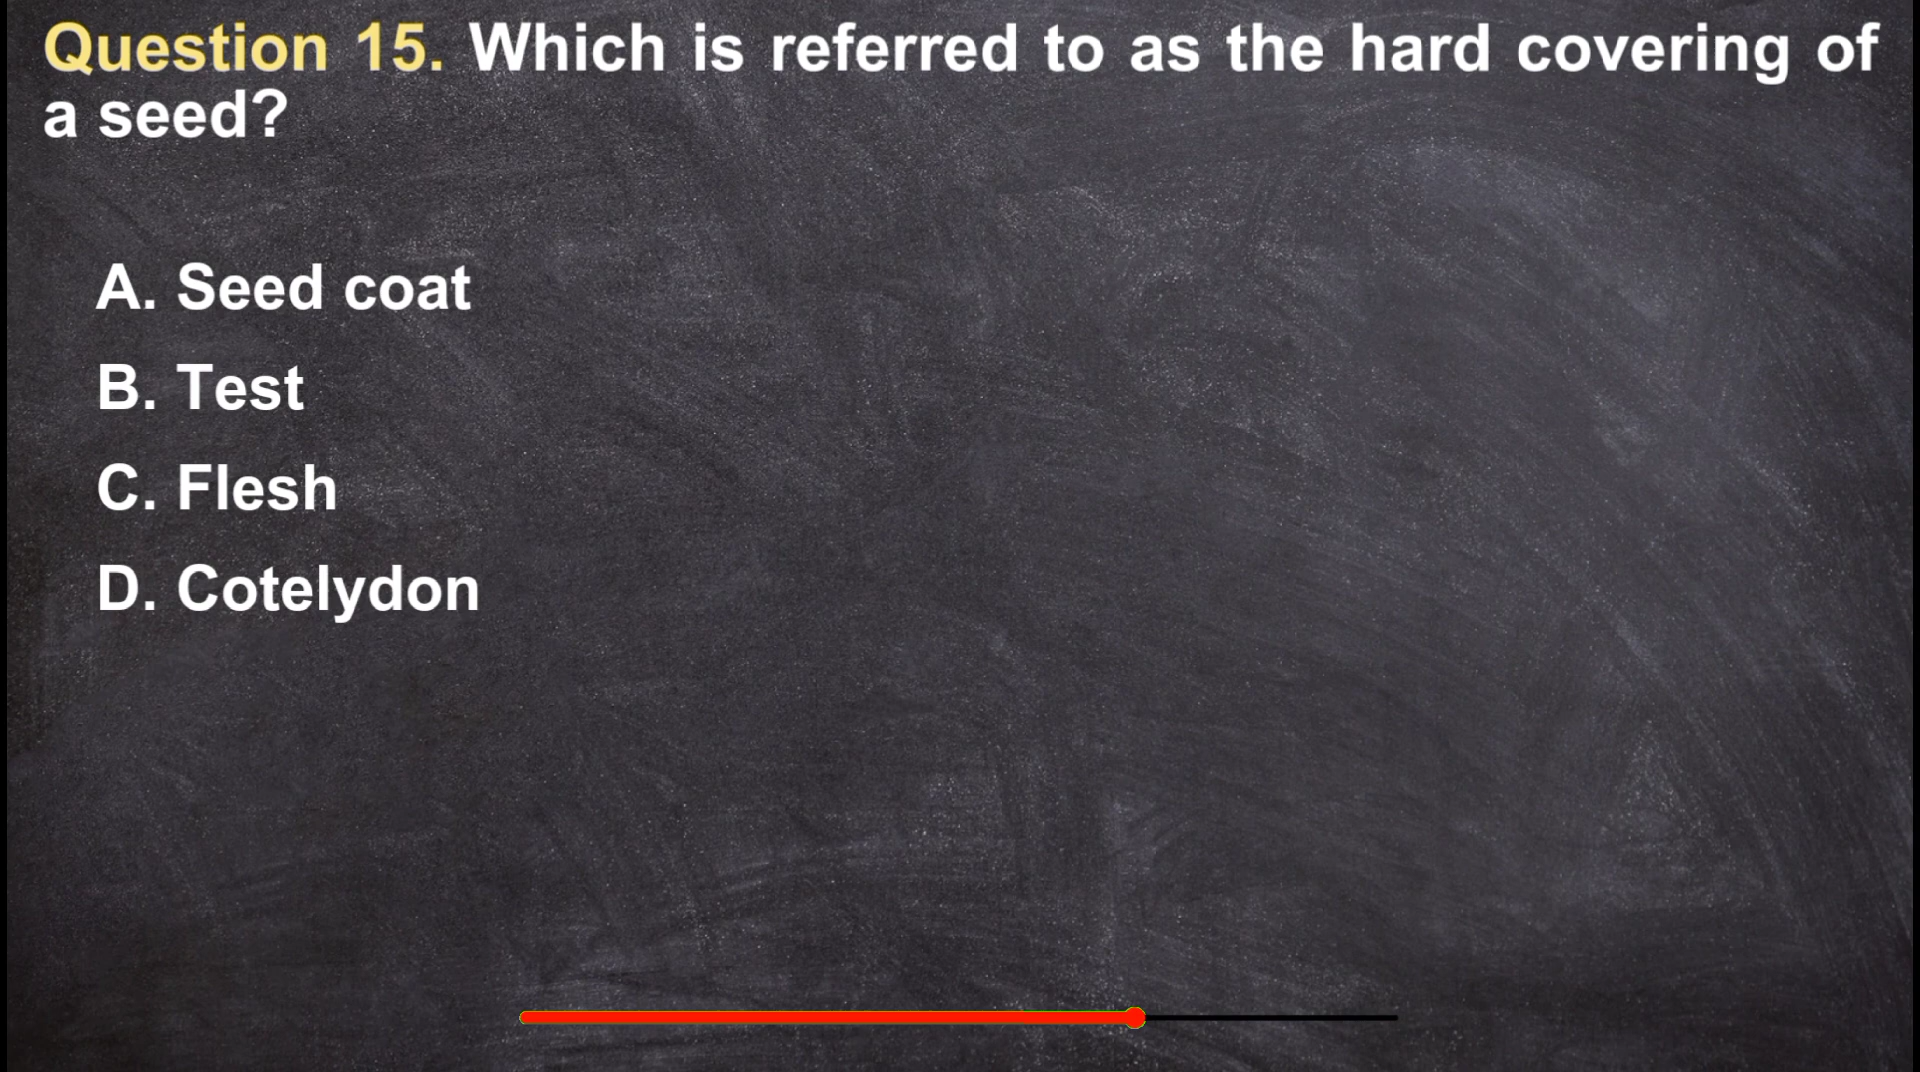 Question 15. Which is referred to as the hard covering of
a seed?
A. Seed coat
B. Test
C. Flesh
D. Cotelydon